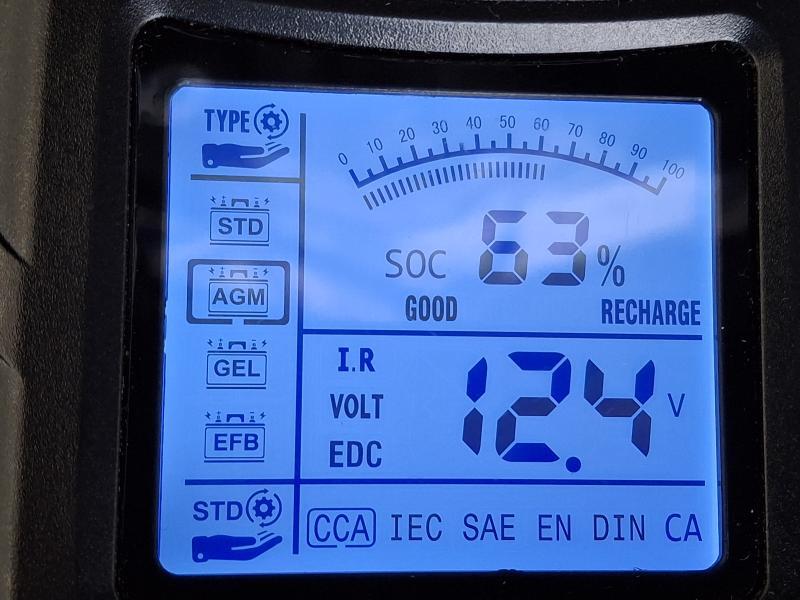 TYPE
0 10 20 30 40 50 60 70 80 90 100
STD
SOC 63%
AGM
GOOD RECHARGE
GEL
I.R
VOLT 12.4 V
EFB
EDC
STD
CCA IEC SAE EN DIN CA